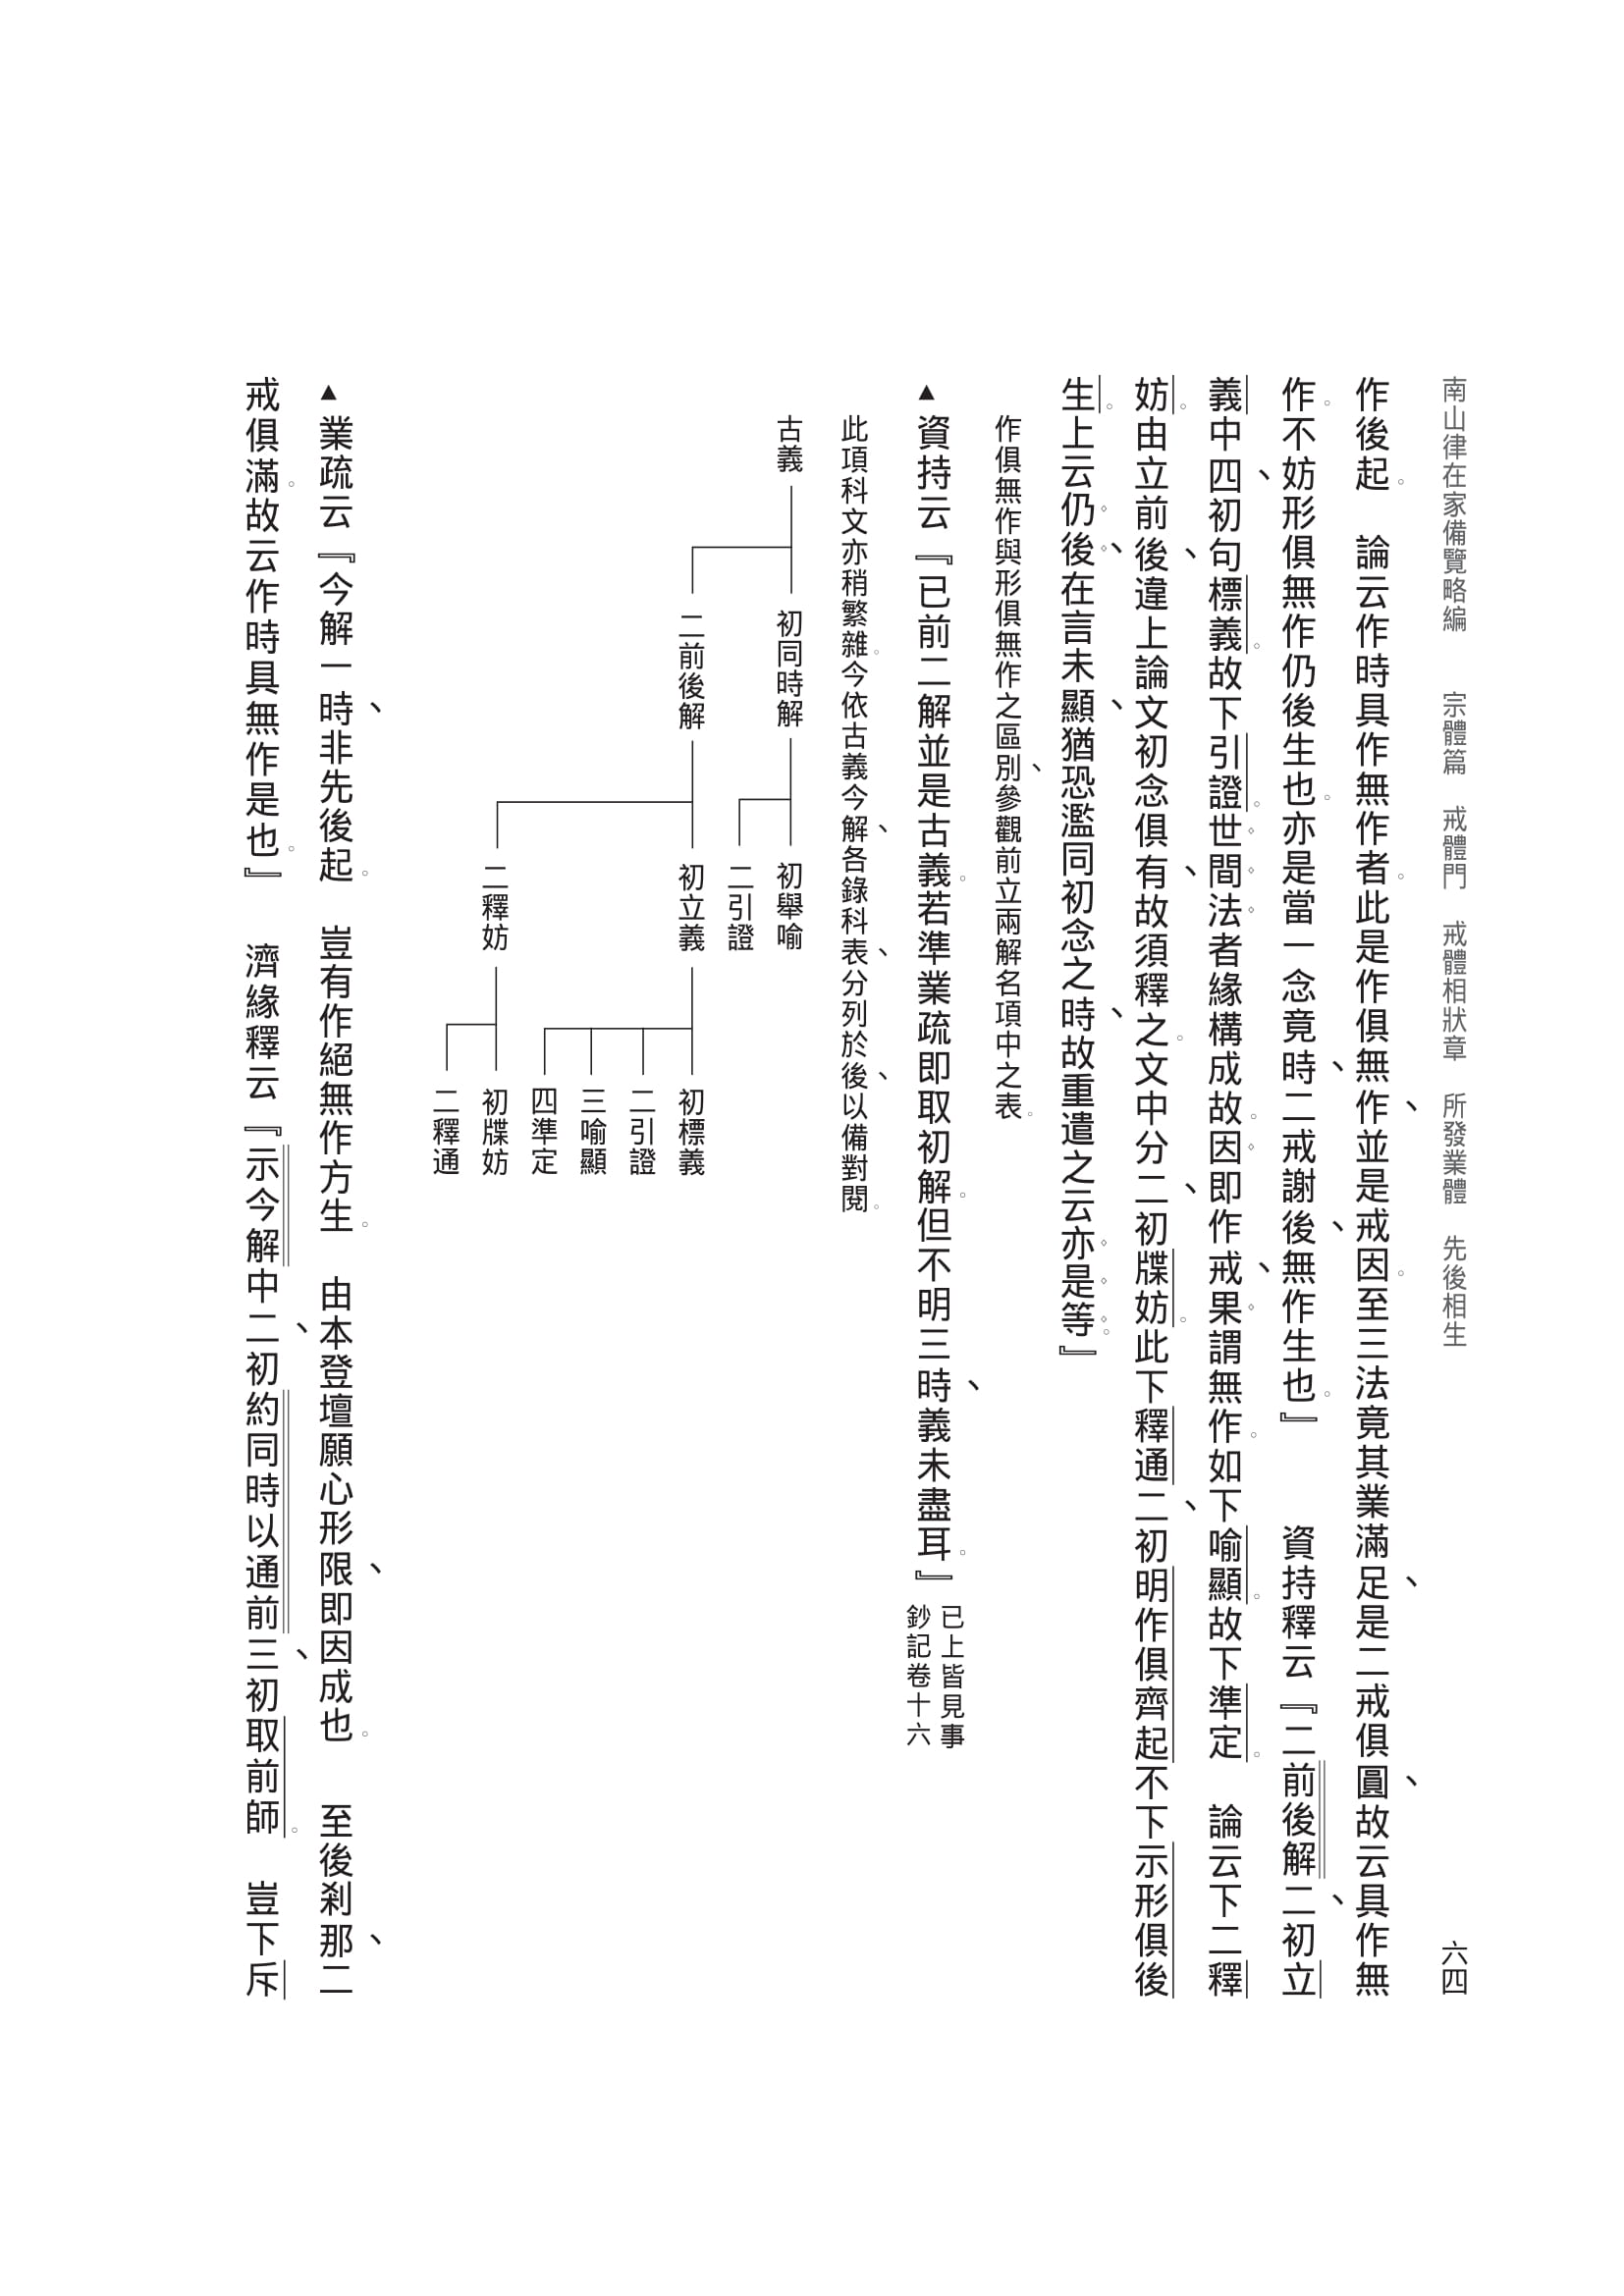 南山律在家備覽略編　宗體篇　戒體門　戒體相狀章　所發業體　先後相生　六四
作後起。　論云作時具作無作者。此是作俱無作、並是戒因。至三法竟其業滿足、是二戒俱圓、故云具作無
作。不妨形俱無作仍後生也。亦是當一念竟時、二戒謝後、無作生也。』　　資持釋云『二前後解二、初立
義中四、初句標義。故下引證。世間法者緣構成故。因即作戒、果謂無作。如下喻顯。故下準定。　論云下二釋
妨。由立前後、違上論文初念俱有、故須釋之。文中分二、初牒妨。此下釋通二、初明作俱齊起不下示形俱後
生。上云仍後、在言未顯、猶恐濫同初念之時、故重遣之云亦是等。』
作俱無作與形俱無作之區別、參觀前立兩解名項中之表。
▲資持云『已前二解並是古義。若準業疏即取初解。但不明三時、義未盡耳。』已上皆見事
鈔記卷十六
此項科文亦稍繁雜。今依古義今解、各錄科表、分列於後、以備對閱。
古義
初同時解
二前後解
初舉喻
二引證
初立義
二釋妨
初標義
二引證
三喻顯
四準定
初牒妨
二釋通
▲業疏云『今解一時、非先後起。　豈有作絕無作方生。　由本登壇願心形限、即因成也。　至後剎那、二
戒俱滿。故云作時具無作是也。』　濟緣釋云『示今解中二、初約同時以通前三、初取前師。　豈下斥